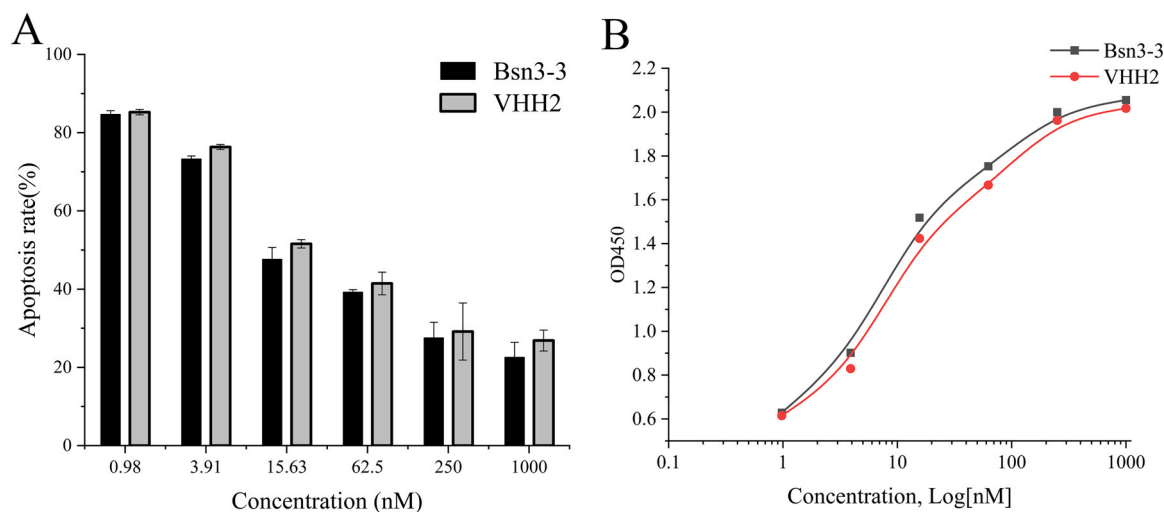 A
Bsn3-3
VHH2
Apoptosis rate(%)
100
80
60
40
20
0
0.98 3.91 15.63 62.5 250 1000
Concentration (nM)
B
Bsn3-3
VHH2
OD450
2.2
2.0
1.8
1.6
1.4
1.2
1.0
0.8
0.6
0.1 1 10 100 1000
Concentration, Log[nM]